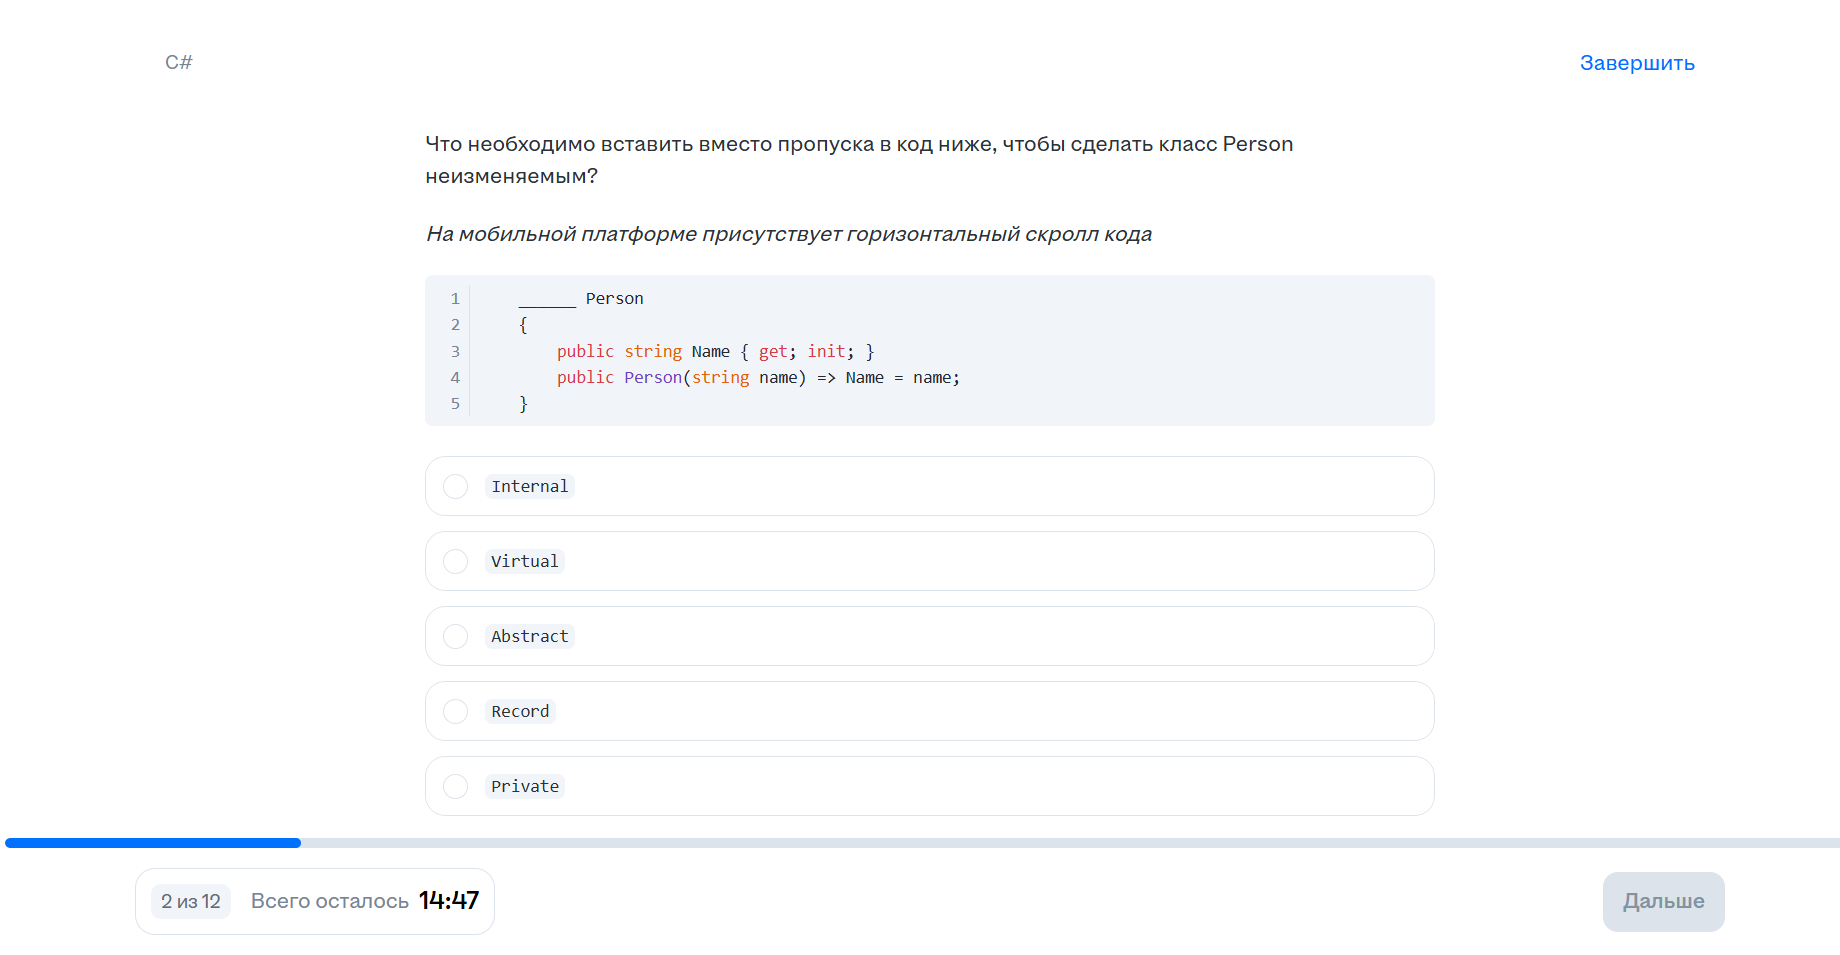 C#
Завершить
Что необходимо вставить вместо пропуска в код ниже, чтобы сделать класс Person
неизменяемым?
На мобильной платформе присутствует горизонтальный скролл кода
1 ______ Person
2 {
3 public string Name { get; init; }
4 public Person(string name) => Name = name;
5 }
Internal
Virtual
Abstract
Record
Private
2 из 12 Всего осталось 14:47
Дальше